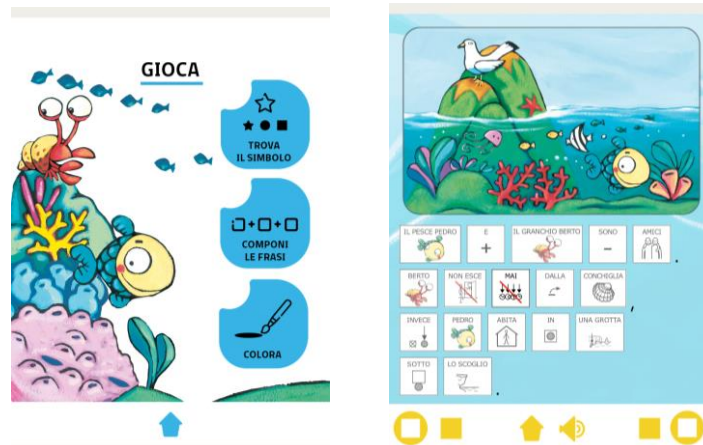 GIOCA
TROVA
IL SIMBOLO
COMPONI
LE FRASI
COLORA
IL PESCE PEDRO E IL GRANCHIO BERTO SONO AMICI .
BERTO NON ESCE MAI DALLA CONCHIGLIA ,
INVECE PEDRO ABITA IN UNA GROTTA
SOTTO LO SCOGLIO .